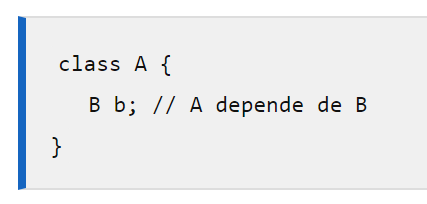 class A {
B b; // A depende de B
}